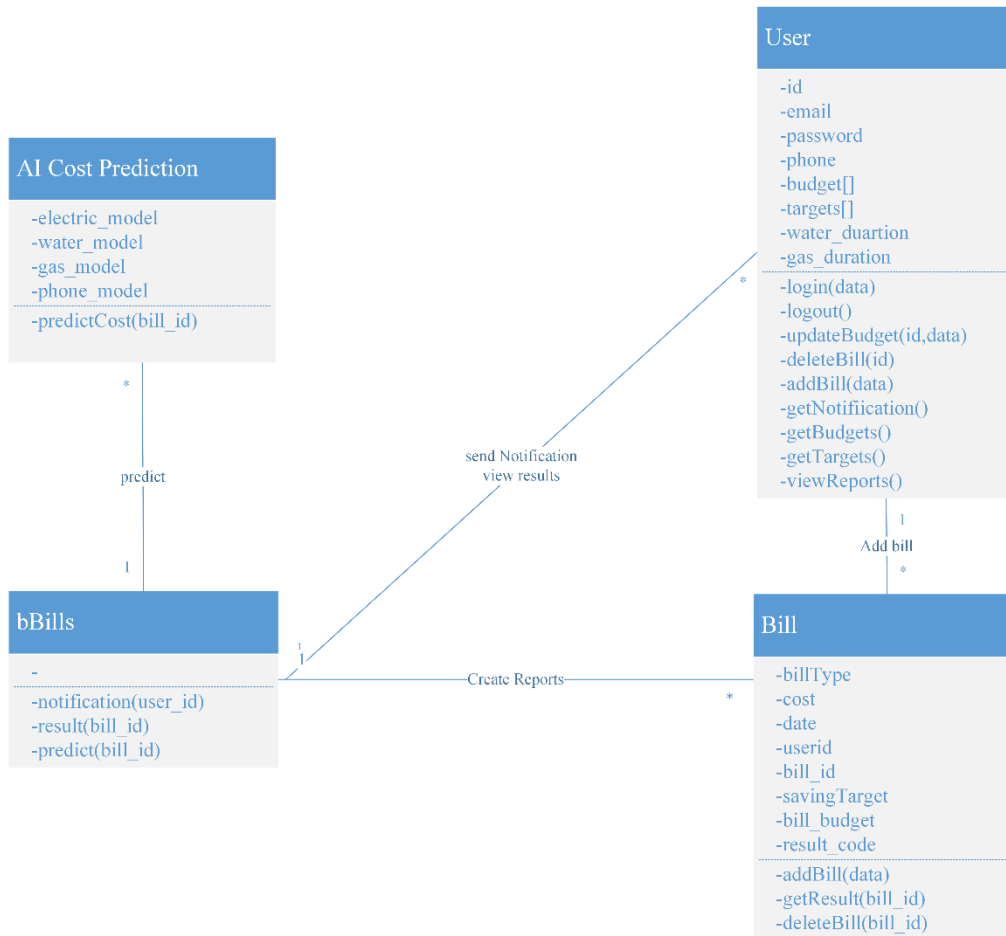 User
-id
-email
-password
-phone
-budget[]
-targets[]
-water_duartion
-gas_duration
-login(data)
-logout()
-updateBudget(id,data)
-deleteBill(id)
-addBill(data)
-getNotifiication()
-getBudgets()
-getTargets()
-viewReports()
AI Cost Prediction
-electric_model
-water_model
-gas_model
-phone_model
-predictCost(bill_id)
*
predict
1
*
send Notification
view results
1
1
1
Add bill
*
bBills
-
-notification(user_id)
-result(bill_id)
-predict(bill_id)
Create Reports
*
Bill
-billType
-cost
-date
-userid
-bill_id
-savingTarget
-bill_budget
-result_code
-addBill(data)
-getResult(bill_id)
-deleteBill(bill_id)